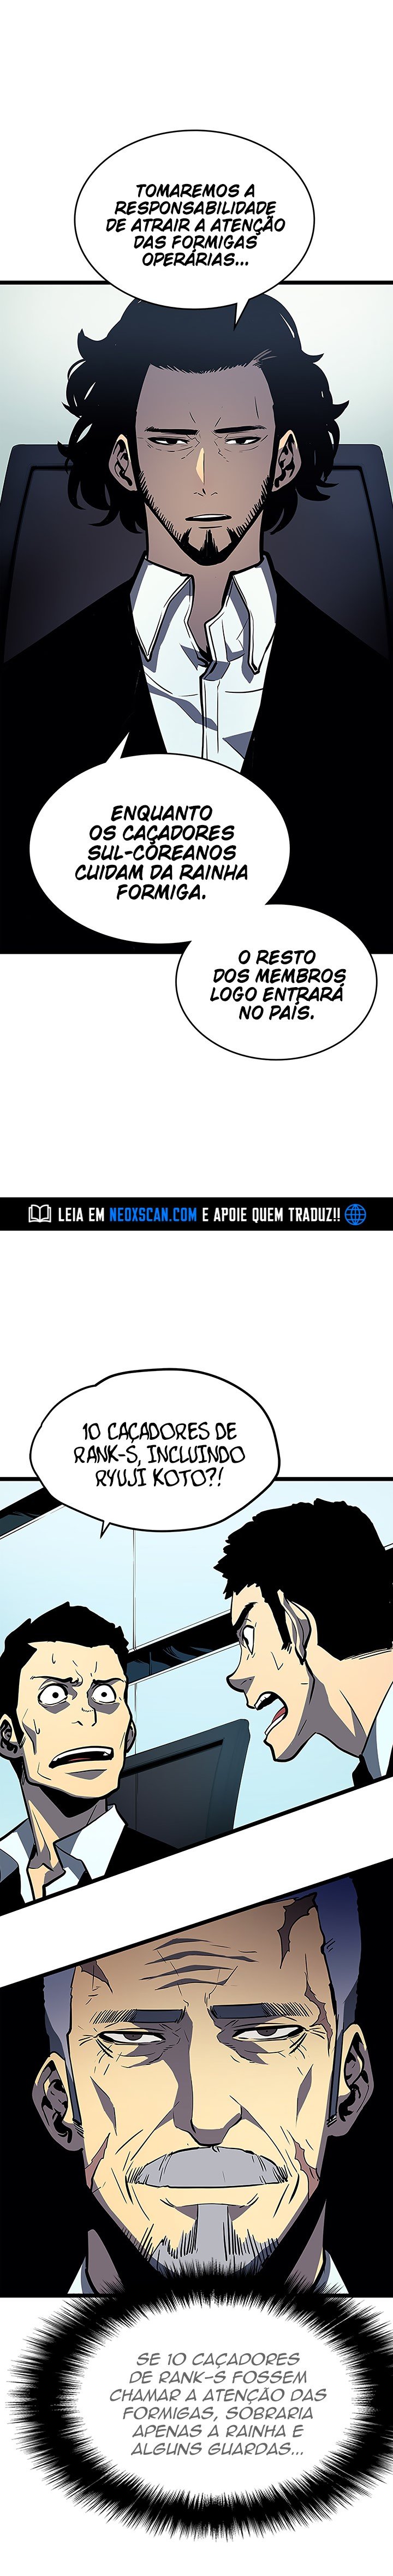 TOMAREMOS A
RESPONSABILIDADE
DE ATRAIR A ATENÇÃO
DAS FORMIGAS
OPERÁRIAS...
ENQUANTO
OS CAÇADORES
SUL-COREANOS
CUIDAM DA RAINHA
FORMIGA.
O RESTO
DOS MEMBROS
LOGO ENTRARÁ
NO PAÍS.
LEIA EM NEOXSCAN.COM E APOIE QUEM TRADUZ!!
10 CAÇADORES DE
RANK-S, INCLUINDO
RYUJI KOTO?!
SE 10 CAÇADORES
DE RANK-S FOSSEM
CHAMAR A ATENÇÃO DAS
FORMIGAS, SOBRARIA
APENAS A RAINHA E
ALGUNS GUARDAS...